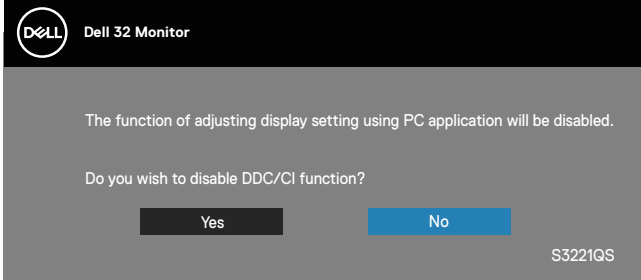 DELL
Dell 32 Monitor
The function of adjusting display setting using PC application will be disabled.
Do you wish to disable DDC/CI function?
Yes No
S3221QS